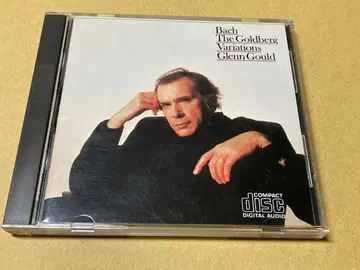 Bach
The Goldberg
Variations
Glenn Gould
COMPACT
disc
DIGITAL AUDIO